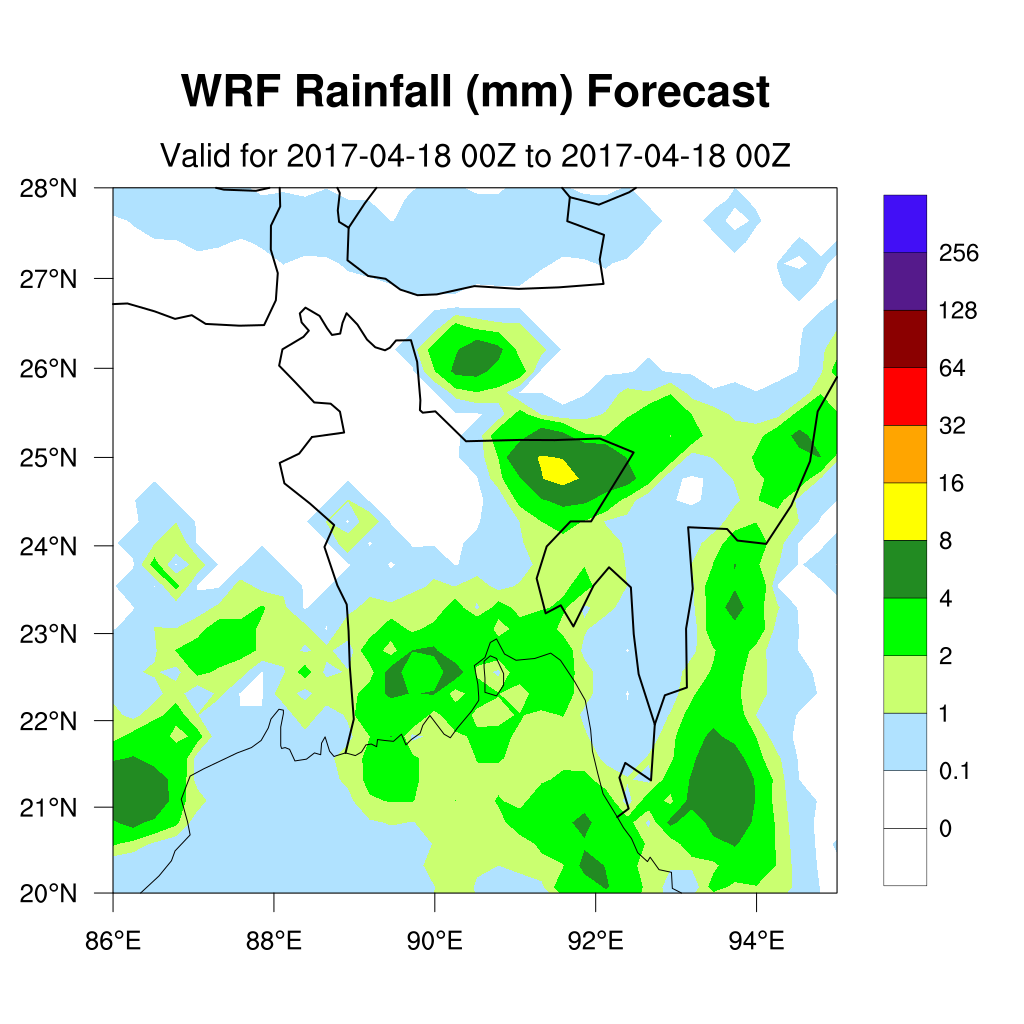 WRF Rainfall (mm) Forecast
Valid for 2017-04-18 00Z to 2017-04-18 00Z
28°N
27°N
26°N
25°N
24°N
23°N
22°N
21°N
20°N
86°E
88°E
90°E
92°E
94°E
256
128
64
32
16
8
4
2
1
0.1
0